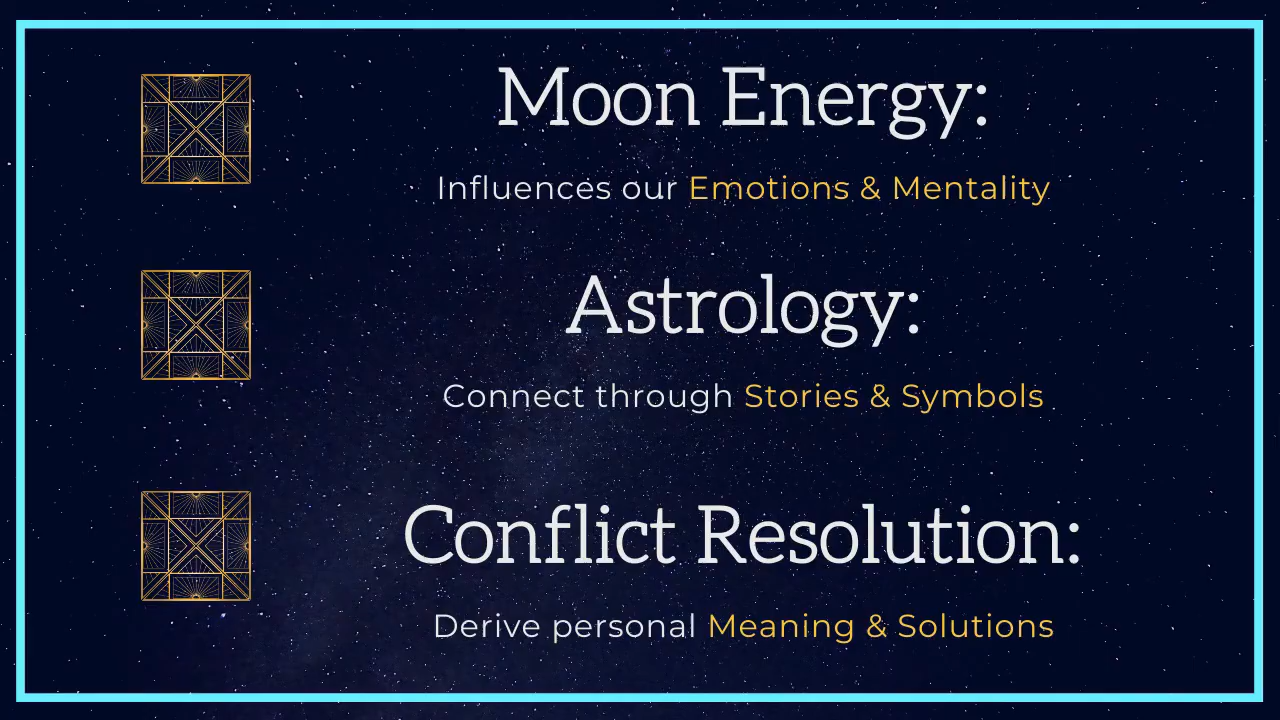 Moon Energy:
Influences our Emotions & Mentality
Astrology:
Connect through Stories & Symbols
Conflict Resolution:
Derive personal Meaning & Solutions